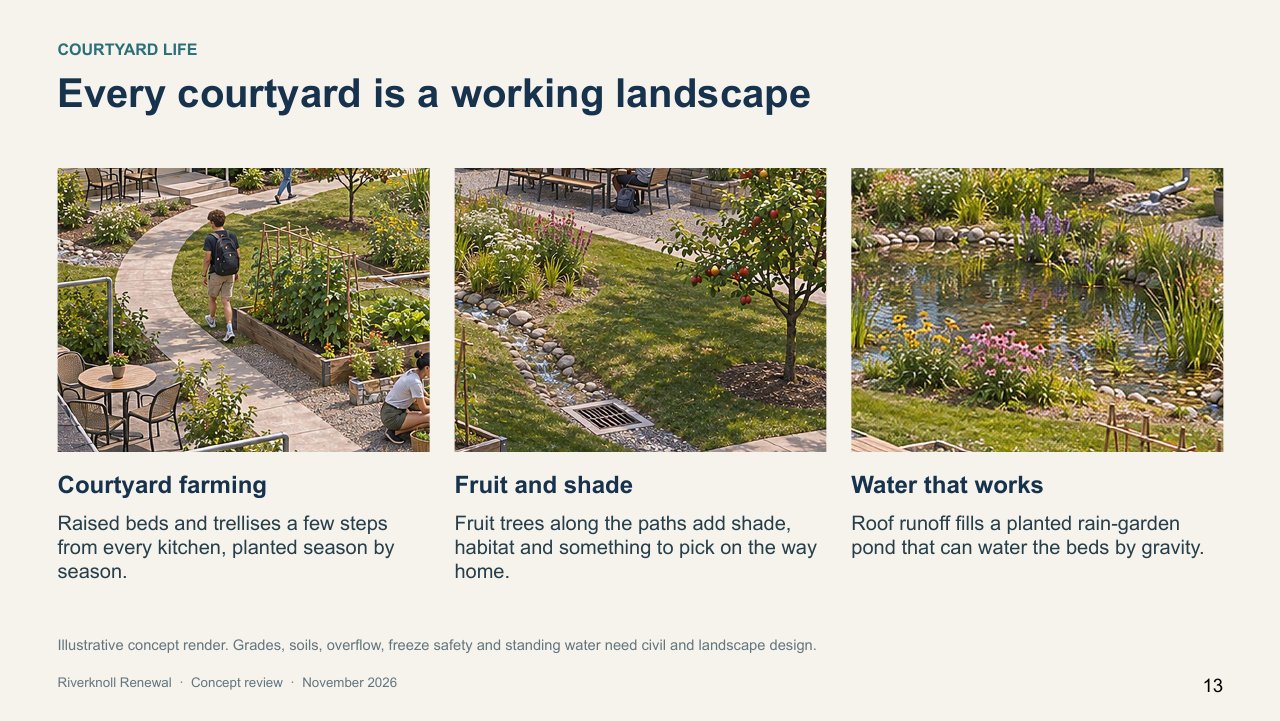 COURTYARD LIFE
Every courtyard is a working landscape
Courtyard farming
Raised beds and trellises a few steps
from every kitchen, planted season by
season.
Fruit and shade
Fruit trees along the paths add shade,
habitat and something to pick on the way
home.
Water that works
Roof runoff fills a planted rain-garden
pond that can water the beds by gravity.
Illustrative concept render. Grades, soils, overflow, freeze safety and standing water need civil and landscape design.
Riverknoll Renewal · Concept review · November 2026
13